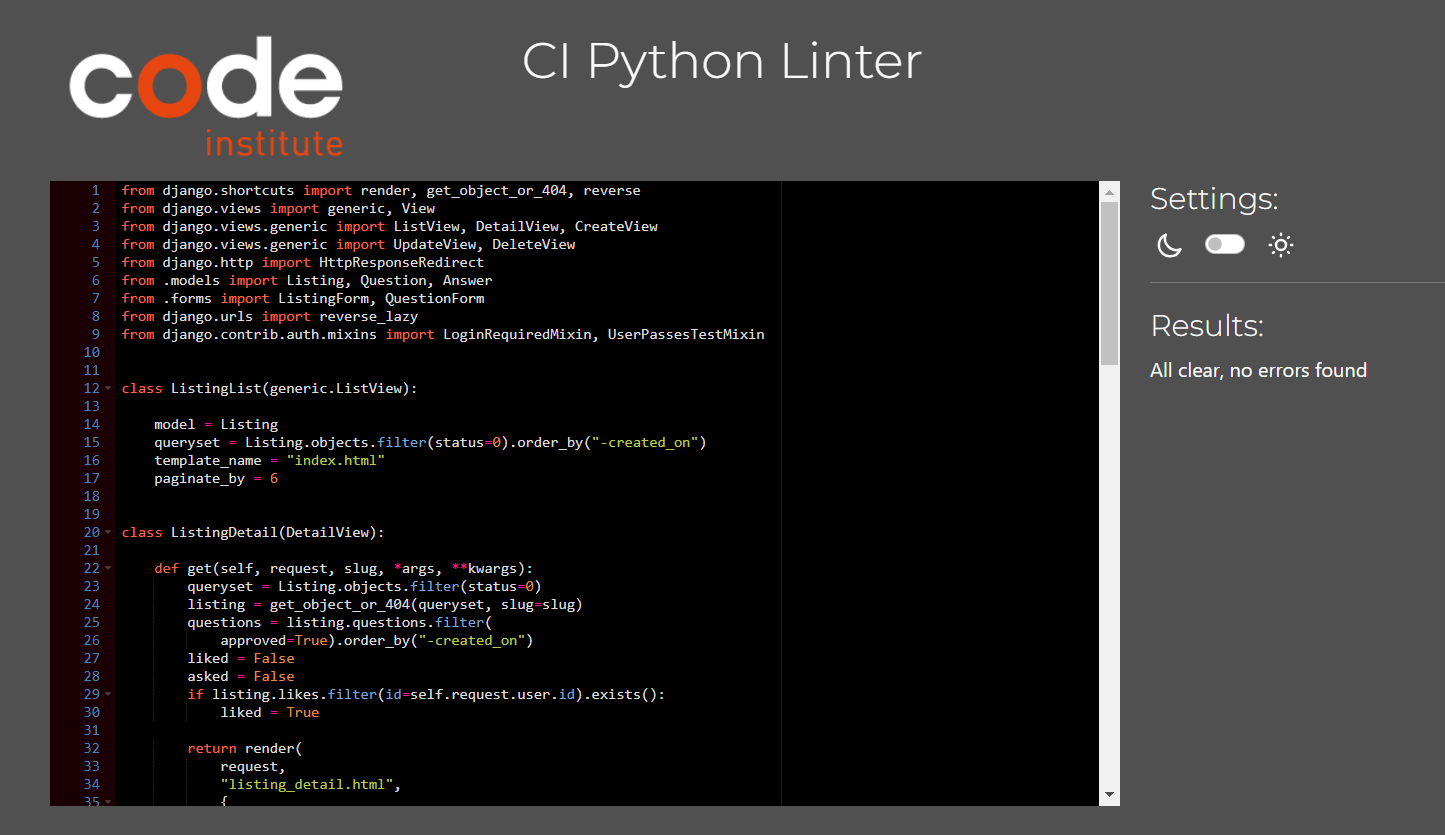 code
institute
CI Python Linter
1 from django.shortcuts import render, get_object_or_404, reverse
2 from django.views import generic, View
3 from django.views.generic import ListView, DetailView, CreateView
4 from django.views.generic import UpdateView, DeleteView
5 from django.http import HttpResponseRedirect
6 from .models import Listing, Question, Answer
7 from .forms import ListingForm, QuestionForm
8 from django.urls import reverse_lazy
9 from django.contrib.auth.mixins import LoginRequiredMixin, UserPassesTestMixin
10
11
12 class ListingList(generic.ListView):
13
14     model = Listing
15     queryset = Listing.objects.filter(status=0).order_by("-created_on")
16     template_name = "index.html"
17     paginate_by = 6
18
19
20 class ListingDetail(DetailView):
21
22     def get(self, request, slug, *args, **kwargs):
23         queryset = Listing.objects.filter(status=0)
24         listing = get_object_or_404(queryset, slug=slug)
25         questions = listing.questions.filter(
26             approved=True).order_by("-created_on")
27         liked = False
28         asked = False
29         if listing.likes.filter(id=self.request.user.id).exists():
30             liked = True
31
32         return render(
33             request,
34             "listing_detail.html",
35             {
Settings:
Results:
All clear, no errors found